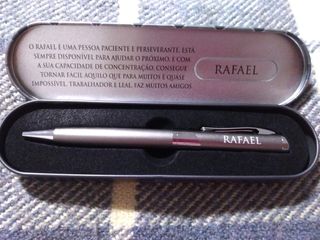 O RAFAEL É UMA PESSOA PACIENTE E PERSEVERANTE. ESTÁ
SEMPRE DISPONÍVEL PARA AJUDAR O PRÓXIMO, E COM
A SUA CAPACIDADE DE CONCENTRAÇÃO, CONSEGUE
TORNAR FÁCIL AQUILO QUE PARA MUITOS É QUASE
IMPOSSÍVEL. TRABALHADOR E LEAL, FAZ MUITOS AMIGOS
RAFAEL
RAFAEL